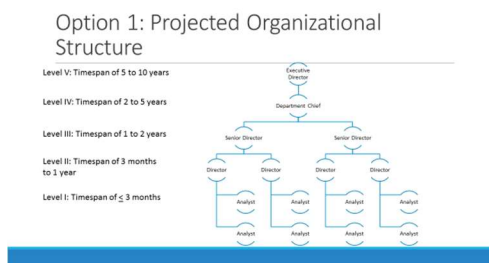 Option 1: Projected Organizational
Structure
Level V: Timespan of 5 to 10 years
Executive
Director
Level IV: Timespan of 2 to 5 years
Department Chief
Level III: Timespan of 1 to 2 years
Senior Director
Senior Director
Level II: Timespan of 3 months
to 1 year
Director
Director
Director
Director
Level I: Timespan of ≤ 3 months
Analyst
Analyst
Analyst
Analyst
Analyst
Analyst
Analyst
Analyst